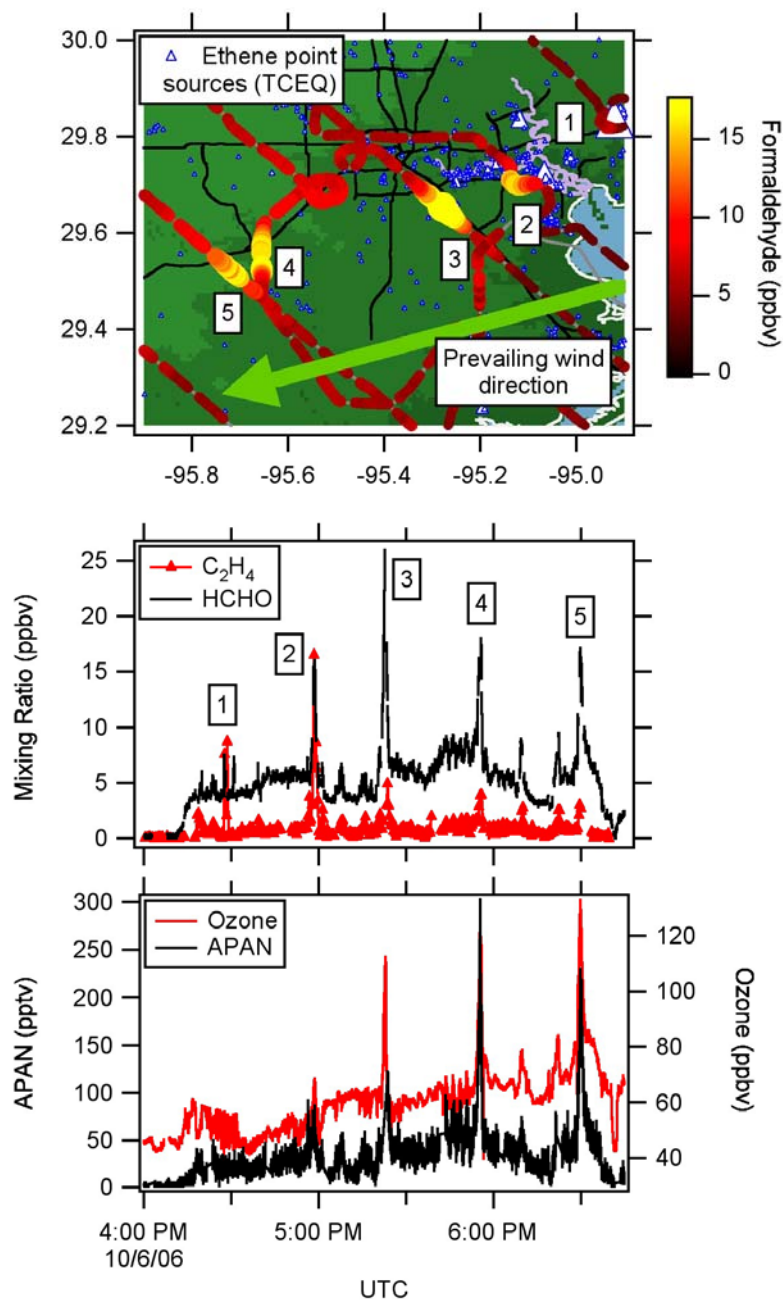 30.0
29.8
29.6
29.4
29.2
Ethene point
sources (TCEQ)
1
2
3
4
5
Prevailing wind
direction
-95.8
-95.6
-95.4
-95.2
-95.0
15
10
5
0
Formaldehyde (ppbv)
25
20
15
10
5
0
Mixing Ratio (ppbv)
C₂H₄
HCHO
1
2
3
4
5
300
250
200
150
100
50
0
APAN (pptv)
Ozone
APAN
120
100
80
60
40
Ozone (ppbv)
4:00 PM
10/6/06
5:00 PM
6:00 PM
UTC